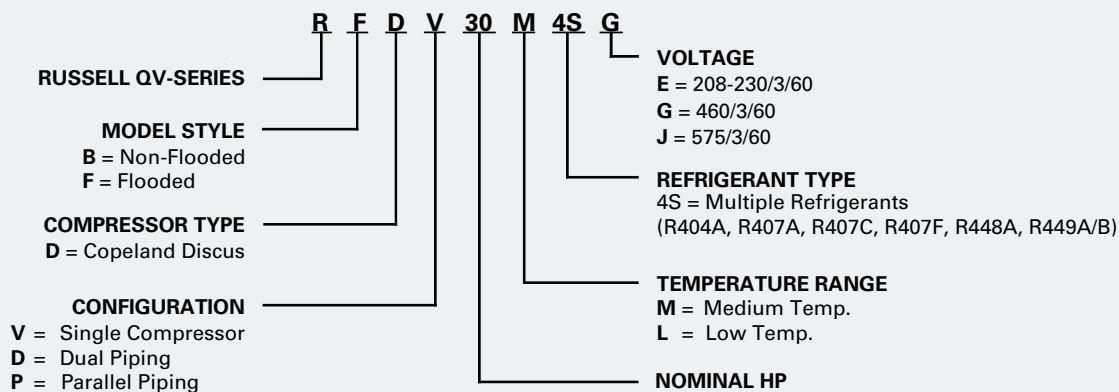 R F D V 30 M 4S G
RUSSELL QV-SERIES
MODEL STYLE
B = Non-Flooded
F = Flooded
COMPRESSOR TYPE
D = Copeland Discus
CONFIGURATION
V = Single Compressor
D = Dual Piping
P = Parallel Piping
VOLTAGE
E = 208-230/3/60
G = 460/3/60
J = 575/3/60
REFRIGERANT TYPE
4S = Multiple Refrigerants
(R404A, R407A, R407C, R407F, R448A, R449A/B)
TEMPERATURE RANGE
M = Medium Temp.
L = Low Temp.
NOMINAL HP